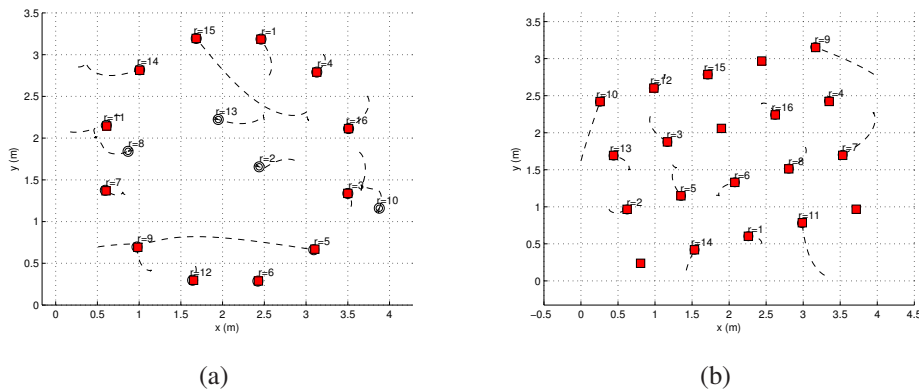 3.5
3
2.5
2
1.5
1
0.5
0
y (m)
r=15
r=1
r=4
r=14
r=13
r=11
r=16
r=8
r=2
r=7
r=3
r=10
r=9
r=5
r=12
r=6
0 0.5 1 1.5 2 2.5 3 3.5 4
x (m)
(a)
3.5
3
2.5
2
1.5
1
0.5
0
y (m)
r=9
r=15
r=12
r=10
r=4
r=16
r=3
r=13
r=7
r=8
r=6
r=5
r=2
r=11
r=1
r=14
−0.5 0 0.5 1 1.5 2 2.5 3 3.5 4 4.5
x (m)
(b)